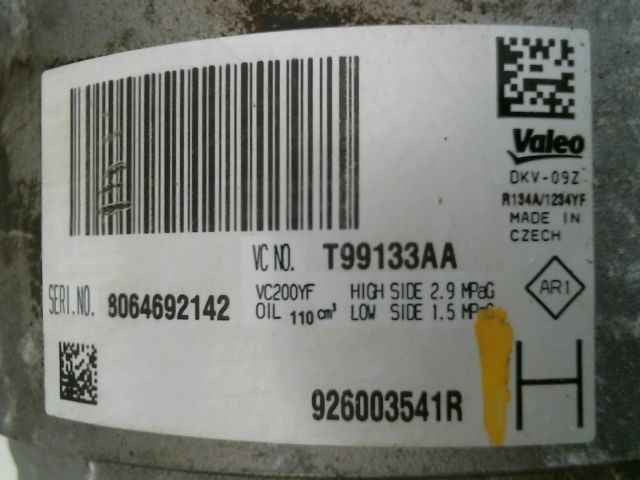 Valeo
DKV-09Z
R134A/1234YF
MADE IN
CZECH
VC NO. T99133AA
SERI.NO. 8064692142
VC200YF HIGH SIDE 2.9 MPaG
OIL 110 cm³ LOW SIDE 1.5 MPaG
AR1
926003541R
H